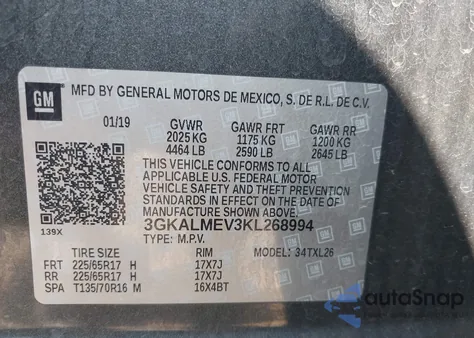 GM
MFD BY GENERAL MOTORS DE MEXICO, S. DE R.L. DE C.V.
01/19 GVWR GAWR FRT GAWR RR
2025 KG 1175 KG 1200 KG
4464 LB 2590 LB 2645 LB
THIS VEHICLE CONFORMS TO ALL
APPLICABLE U.S. FEDERAL MOTOR
VEHICLE SAFETY AND THEFT PREVENTION
STANDARDS IN EFFECT ON THE DATE OF
MANUFACTURE SHOWN ABOVE.
139X
3GKALMEV3KL268994
TYPE: M.P.V. MODEL: 34TXL26
TIRE SIZE RIM
FRT 225/65R17 H 17X7J
RR 225/65R17 H 17X7J
SPA T135/70R16 M 16X4BT
autoSnap